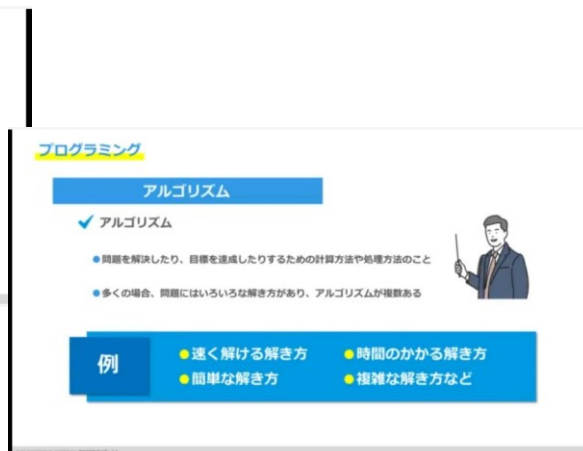 プログラミング
アルゴリズム
アルゴリズム
●問題を解決したり、目標を達成したりするための計算方法や処理方法のこと
●多くの場合、問題にはいろいろな解き方があり、アルゴリズムが複数ある
例
●速く解ける解き方 ●時間のかかる解き方
●簡単な解き方 ●複雑な解き方など